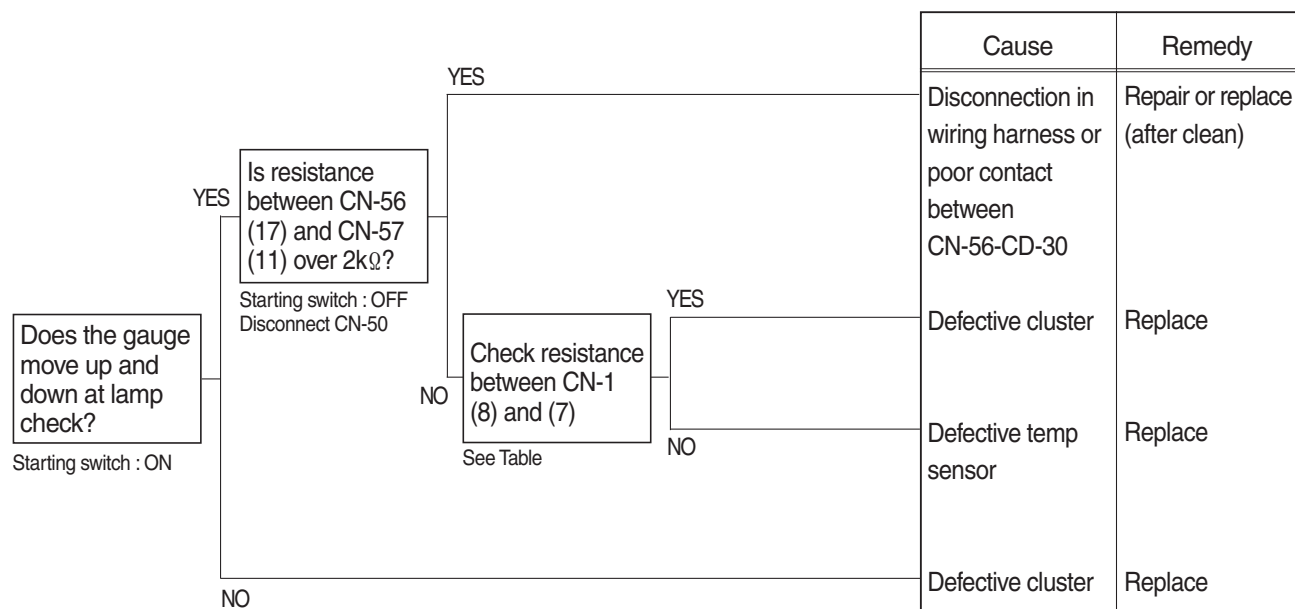 Cause
Remedy
YES
Disconnection in
wiring harness or
poor contact
between
CN-56-CD-30
Repair or replace
(after clean)
YES
Is resistance
between CN-56
(17) and CN-57
(11) over 2kΩ?
Starting switch : OFF
Disconnect CN-50
YES
Defective cluster
Replace
Does the gauge
move up and
down at lamp
check?
Starting switch : ON
NO
Check resistance
between CN-1
(8) and (7)
See Table
NO
Defective temp
sensor
Replace
NO
Defective cluster
Replace